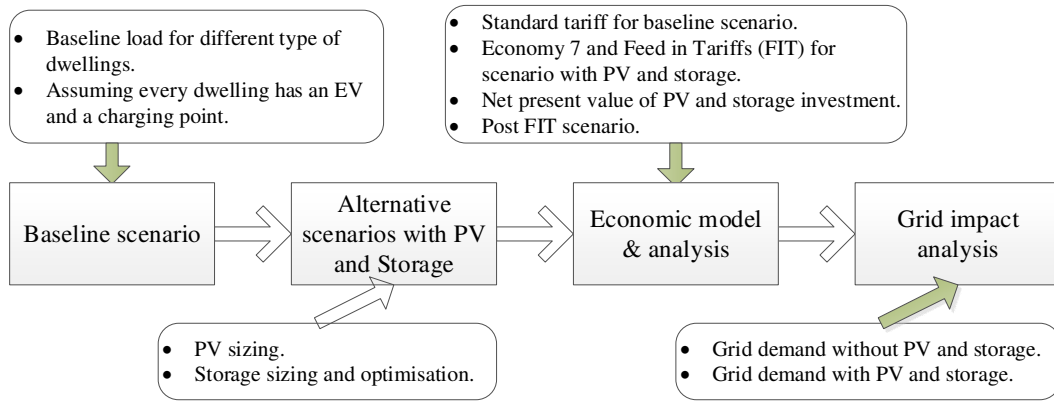 • Baseline load for different type of
dwellings.
• Assuming every dwelling has an EV
and a charging point.
• Standard tariff for baseline scenario.
• Economy 7 and Feed in Tariffs (FIT) for
scenario with PV and storage.
• Net present value of PV and storage investment.
• Post FIT scenario.
Baseline scenario
Alternative
scenarios with PV
and Storage
Economic model
& analysis
Grid impact
analysis
• PV sizing.
• Storage sizing and optimisation.
• Grid demand without PV and storage.
• Grid demand with PV and storage.